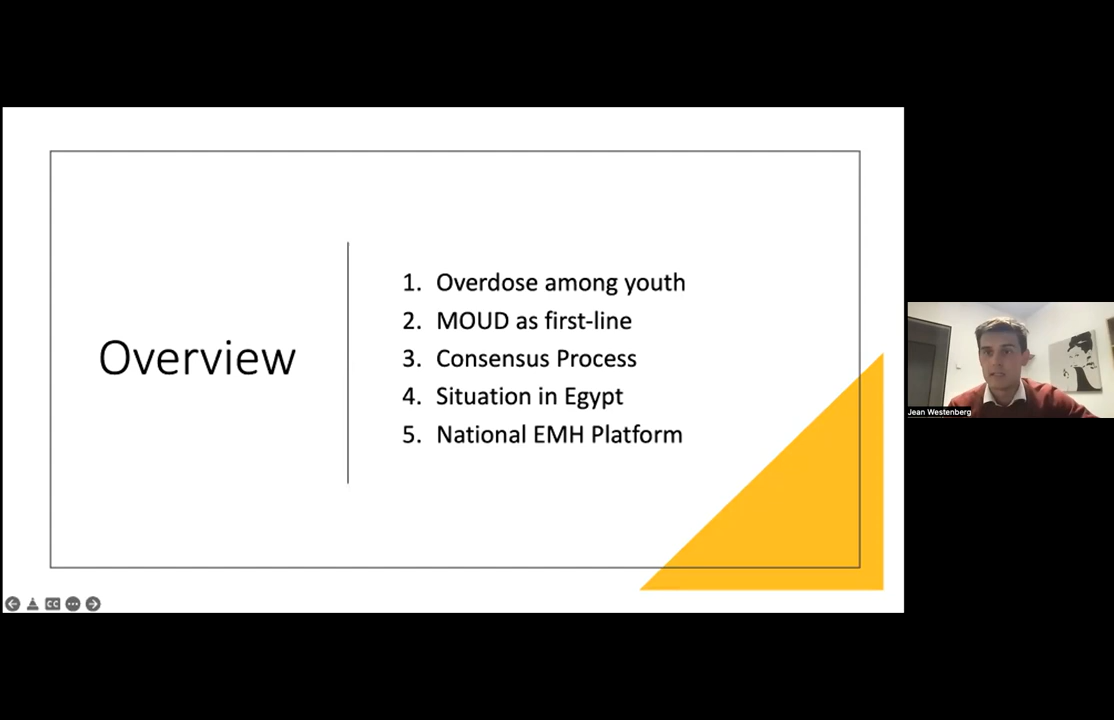 Overview
1. Overdose among youth
2. MOUD as first-line
3. Consensus Process
4. Situation in Egypt
5. National EMH Platform
Jean Westenberg
CC